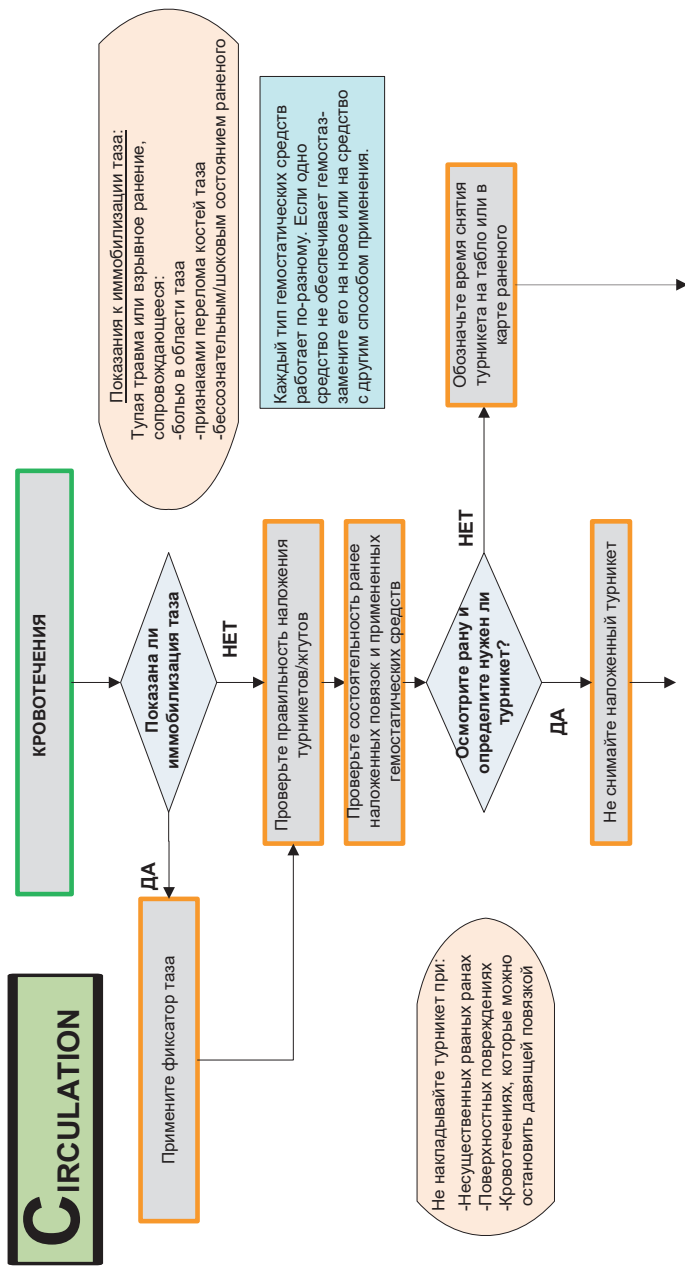 CIRCULATION
КРОВОТЕЧЕНИЯ
Показания к иммобилизации таза:
Тупая травма или взрывное ранение,
сопровождающееся:
-болью в области таза
-признаками перелома костей таза
-бессознательным/шоковым состоянием раненого
Показана ли
иммобилизация таза
ДА
НЕТ
Примените фиксатор таза
Проверьте правильность наложения
турникетов/жгутов
Каждый тип гемостатических средств
работает по-разному. Если одно
средство не обеспечивает гемостаз-
замените его на новое или на средство
с другим способом применения.
Проверьте состоятельность ранее
наложенных повязок и примененных
гемостатических средств
Не накладывайте турникет при:
-Несущественных рваных ранах
-Поверхностных повреждениях
-Кровотечениях, которые можно
остановить давящей повязкой
Осмотрите рану и
определите нужен ли
турникет?
НЕТ
ДА
Обозначьте время снятия
турникета на табло или в
карте раненого
Не снимайте наложенный турникет